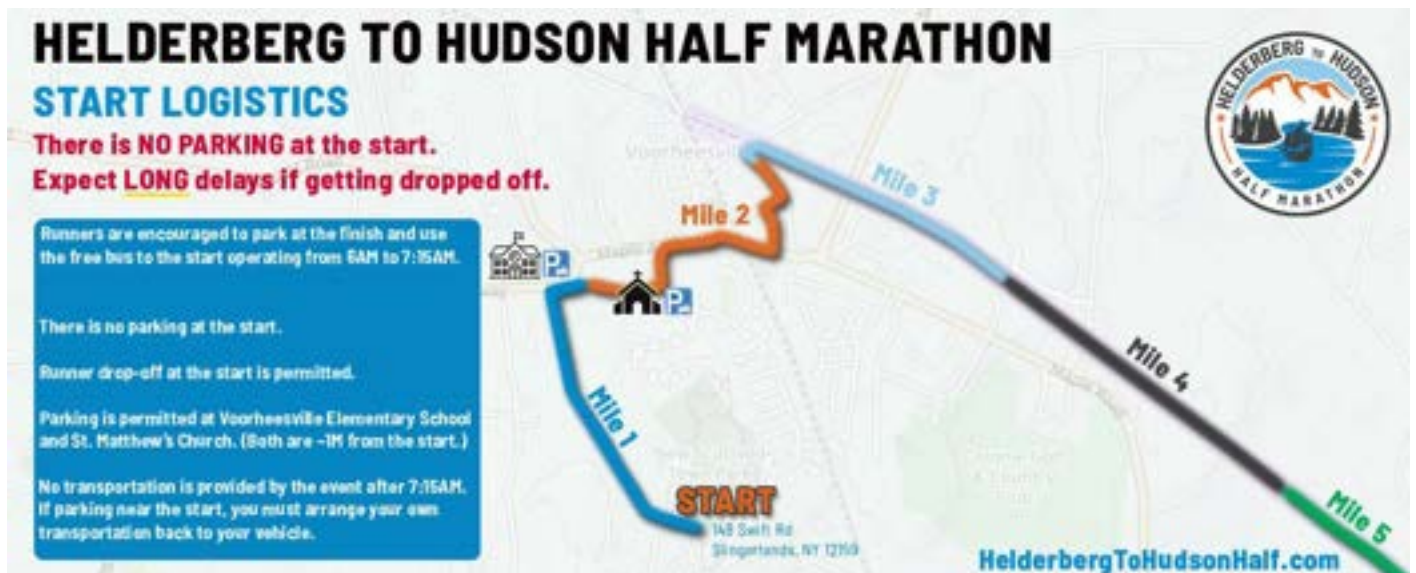 HELDERBERG TO HUDSON HALF MARATHON
START LOGISTICS
There is NO PARKING at the start.
Expect LONG delays if getting dropped off.
HELDERBERG TO HUDSON
HALF MARATHON
Runners are encouraged to park at the finish and use
the free bus to the start operating from 6AM to 7:15AM.
There is no parking at the start.
Runner drop-off at the start is permitted.
Parking is permitted at Voorheesville Elementary School
and St. Matthew's Church. (Both are ~1M from the start.)
No transportation is provided by the event after 7:15AM.
If parking near the start, you must arrange your own
transportation back to your vehicle.
Voorheesville
Mile 3
Mile 2
P
P
Mile 4
Mile 1
START
148 Swift Rd
Slingerlands, NY 12159
Mile 5
HelderbergToHudsonHalf.com